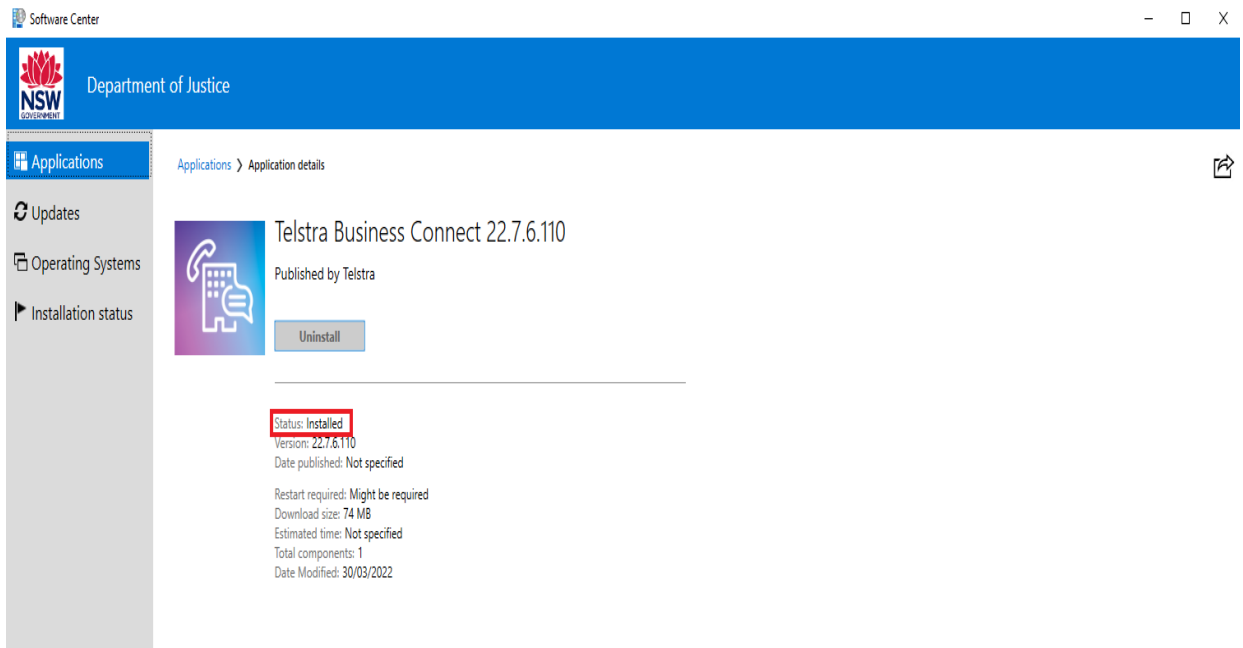 Software Center
NSW
GOVERNMENT
Department of Justice
Applications
Updates
Operating Systems
Installation status
Applications ❯ Application details
Telstra Business Connect 22.7.6.110
Published by Telstra
Uninstall
Status: Installed
Version: 22.7.6.110
Date published: Not specified
Restart required: Might be required
Download size: 74 MB
Estimated time: Not specified
Total components: 1
Date Modified: 30/03/2022